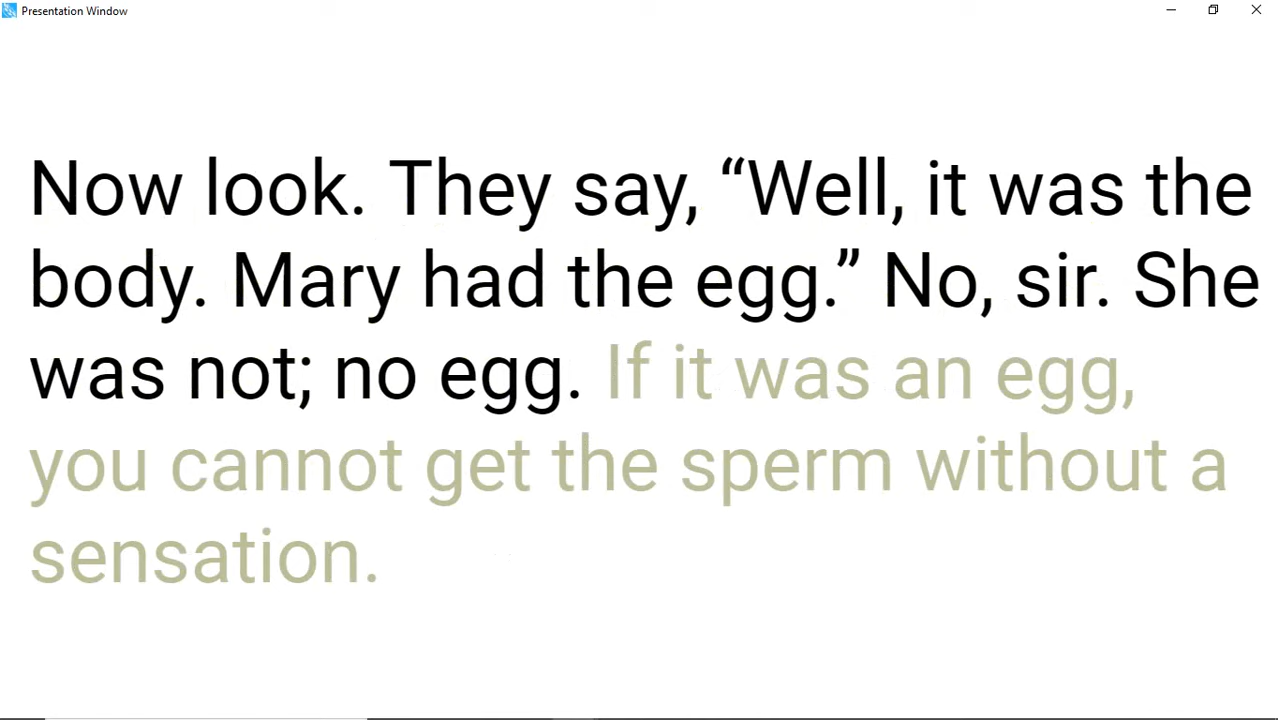 Presentation Window
Now look. They say, “Well, it was the
body. Mary had the egg.” No, sir. She
was not; no egg. If it was an egg,
you cannot get the sperm without a
sensation.